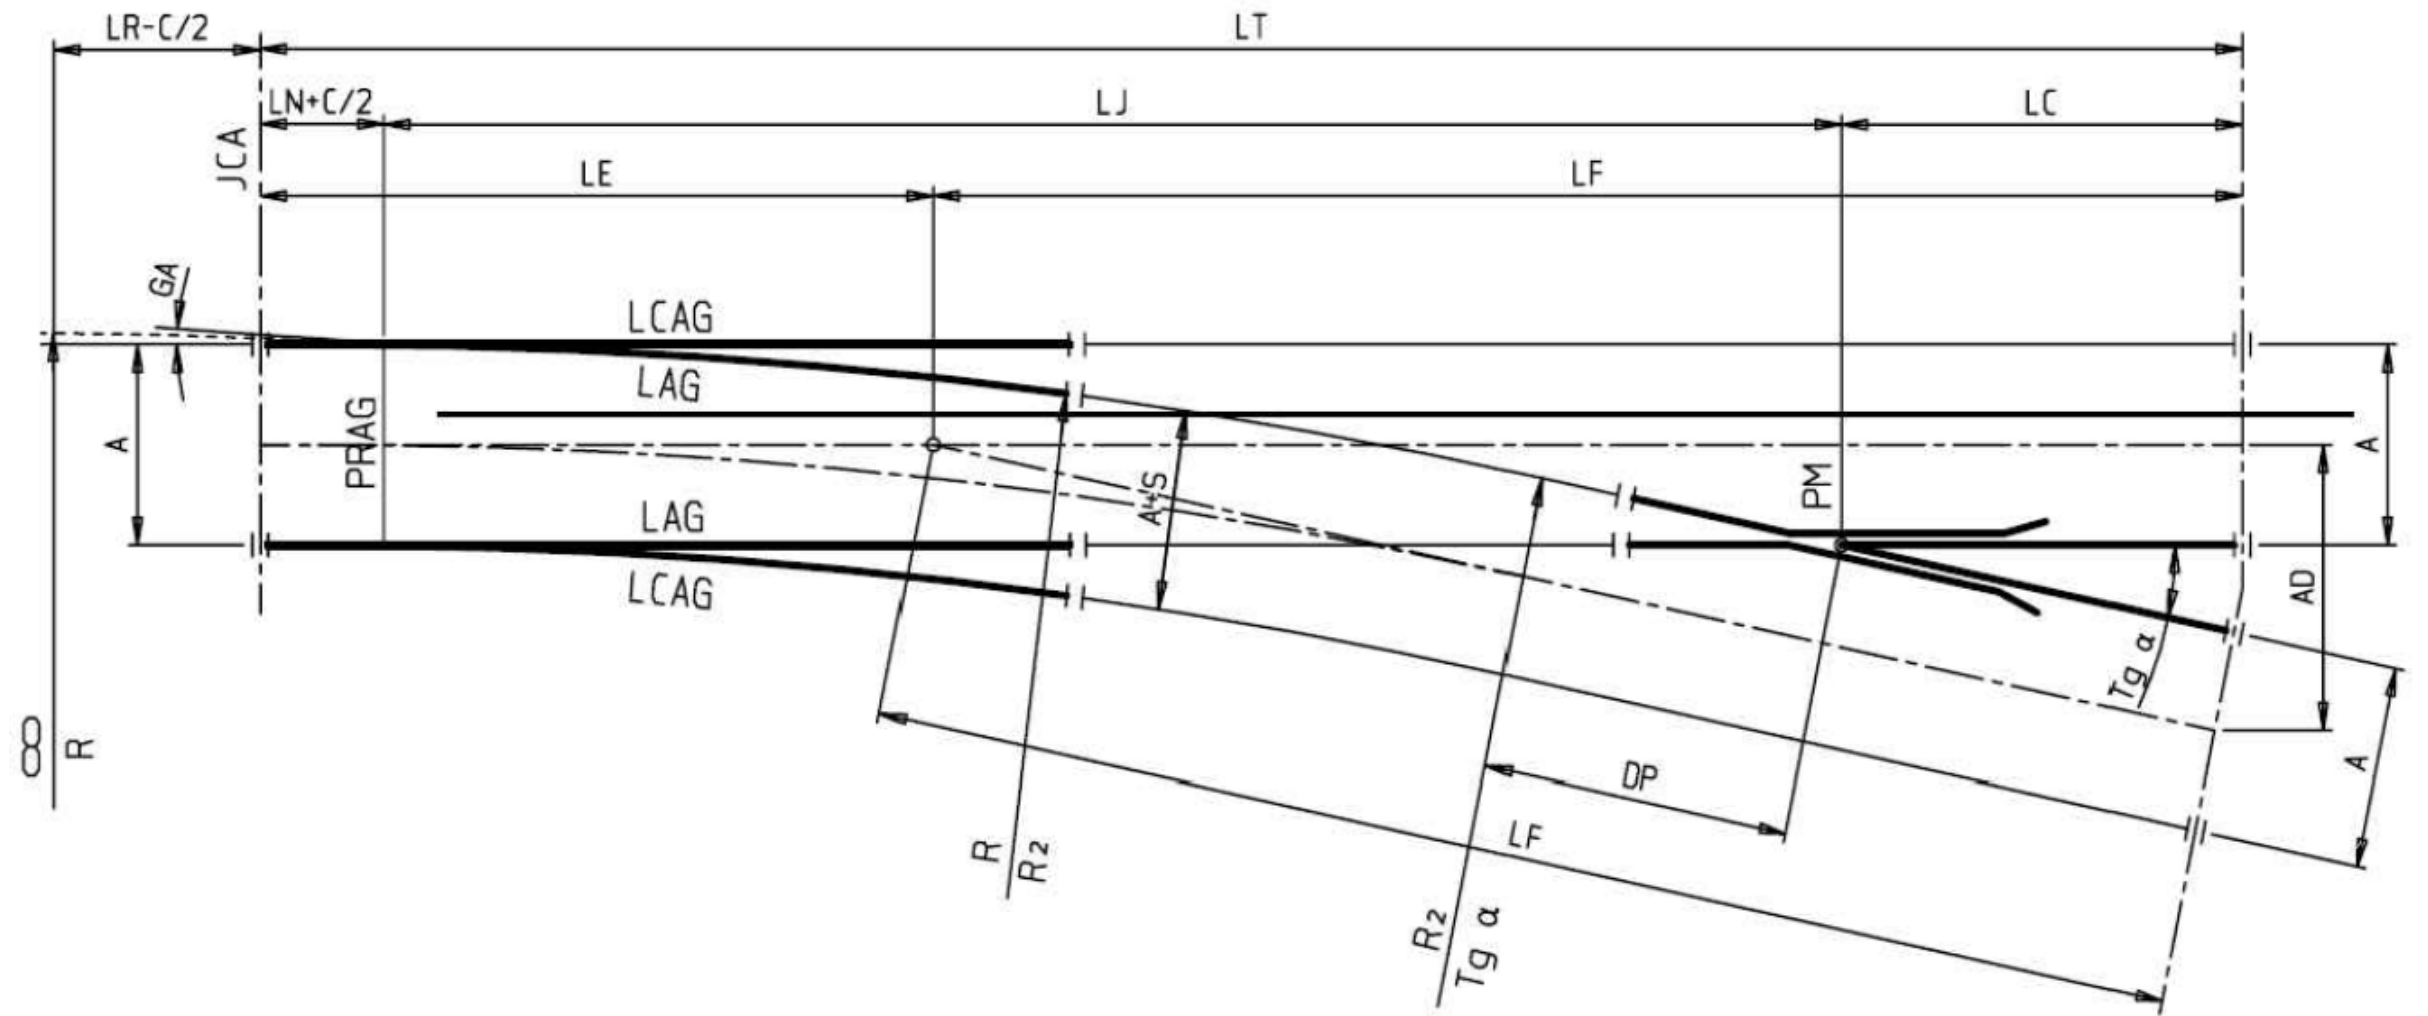 LR-C/2
LT
LN+C/2
LJ
LC
JCA
LE
LF
GA
LCAG
LAG
A
PRAG
A+S
PM
A
LAG
LCAG
AD
Tg α
∞
R
DP
A
LF
R
R2
R2
Tg α